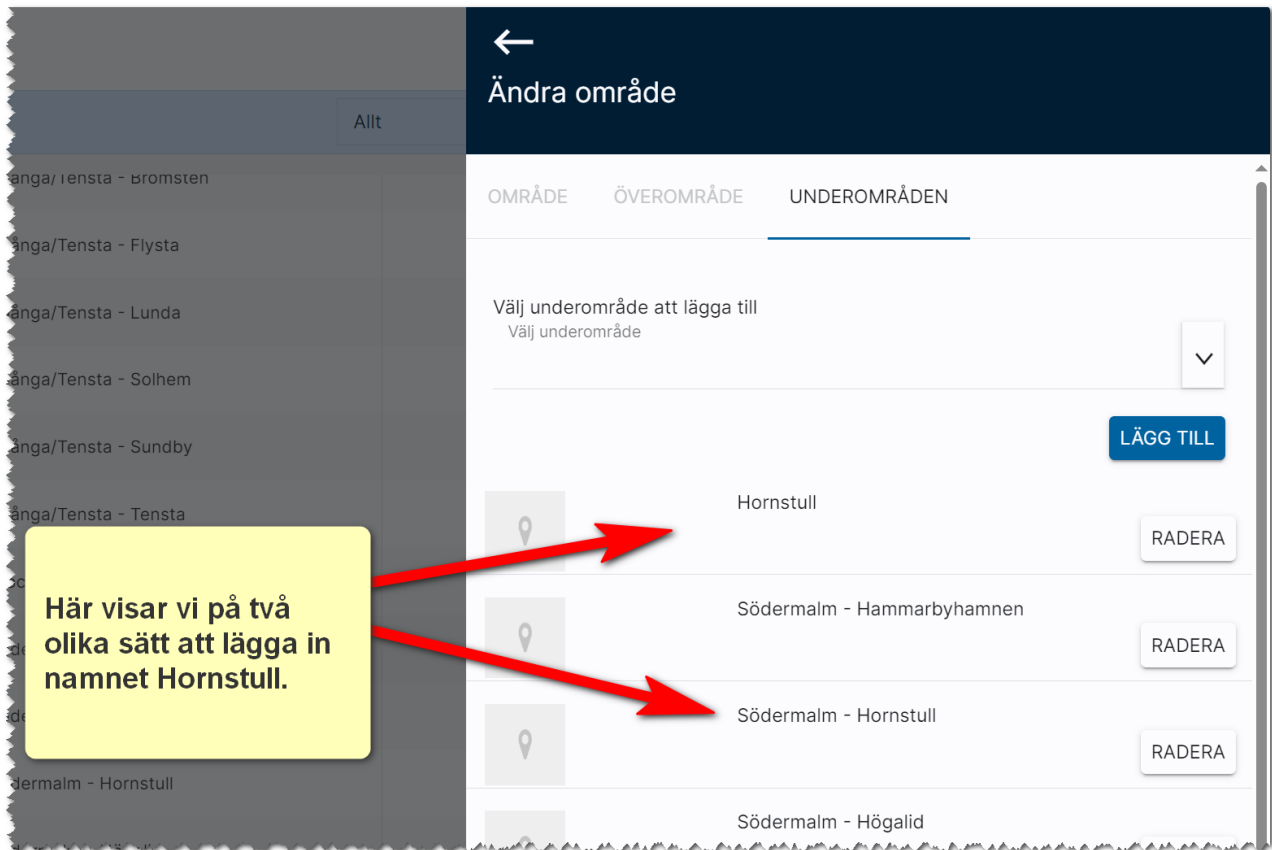 Ändra område
Allt
OMRÅDE ÖVEROMRÅDE UNDEROMRÅDEN
ånga/Tensta - Bromsten
ånga/Tensta - Flysta
ånga/Tensta - Lunda
ånga/Tensta - Solhem
ånga/Tensta - Sundby
ånga/Tensta - Tensta
dermalm - Hornstull
Välj underområde att lägga till
Välj underområde
LÄGG TILL
Hornstull
RADERA
Södermalm - Hammarbyhamnen
RADERA
Södermalm - Hornstull
RADERA
Södermalm - Högalid
Här visar vi på två
olika sätt att lägga in
namnet Hornstull.